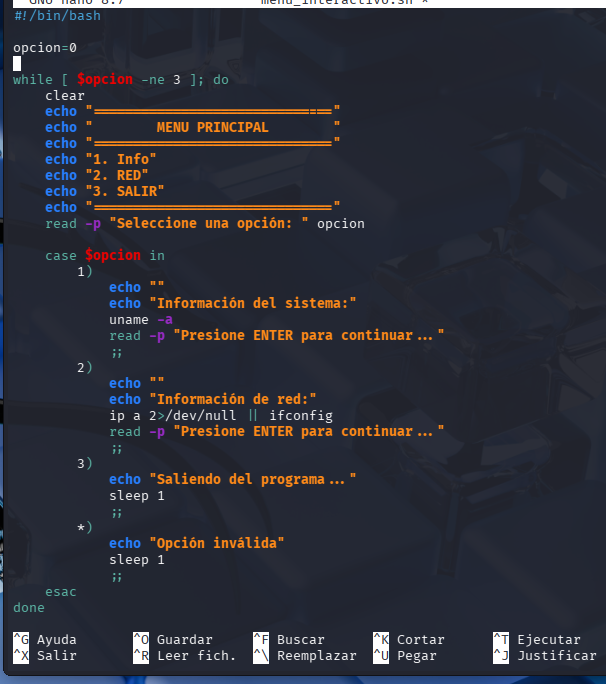 GNU nano 8.7 menu_interactivo.sh *
#!/bin/bash
opcion=0
while [ $opcion -ne 3 ]; do
clear
echo "=============================="
echo "        MENU PRINCIPAL        "
echo "=============================="
echo "1. Info"
echo "2. RED"
echo "3. SALIR"
echo "=============================="
read -p "Seleccione una opción: " opcion
case $opcion in
1)
echo ""
echo "Información del sistema:"
uname -a
read -p "Presione ENTER para continuar..."
;;
2)
echo ""
echo "Información de red:"
ip a 2>/dev/null || ifconfig
read -p "Presione ENTER para continuar..."
;;
3)
echo "Saliendo del programa..."
sleep 1
;;
*)
echo "Opción inválida"
sleep 1
;;
esac
done
^G Ayuda ^O Guardar ^F Buscar ^K Cortar ^T Ejecutar
^X Salir ^R Leer fich. ^\ Reemplazar ^U Pegar ^J Justificar